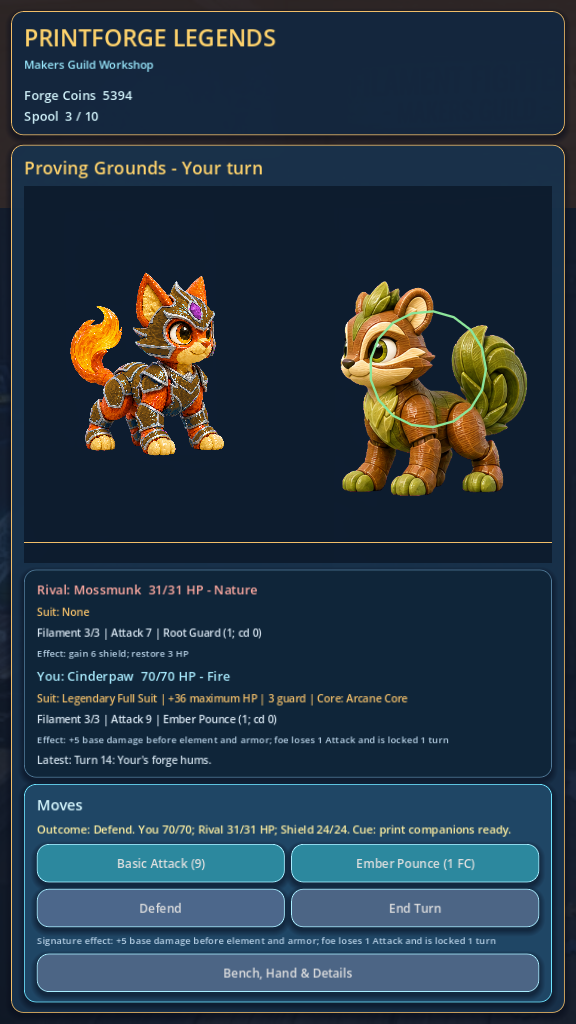 PRINTFORGE LEGENDS
Makers Guild Workshop
Forge Coins 5394
Spool 3 / 10
Proving Grounds - Your turn
Rival: Mossmunk 31/31 HP - Nature
Suit: None
Filament 3/3 | Attack 7 | Root Guard (1; cd 0)
Effect: gain 6 shield; restore 3 HP
You: Cinderpaw 70/70 HP - Fire
Suit: Legendary Full Suit | +36 maximum HP | 3 guard | Core: Arcane Core
Filament 3/3 | Attack 9 | Ember Pounce (1; cd 0)
Effect: +5 base damage before element and armor; foe loses 1 Attack and is locked 1 turn
Latest: Turn 14: Your's forge hums.
Moves
Outcome: Defend. You 70/70; Rival 31/31 HP; Shield 24/24. Cue: print companions ready.
Basic Attack (9)
Ember Pounce (1 FC)
Defend
End Turn
Signature effect: +5 base damage before element and armor; foe loses 1 Attack and is locked 1 turn
Bench, Hand & Details